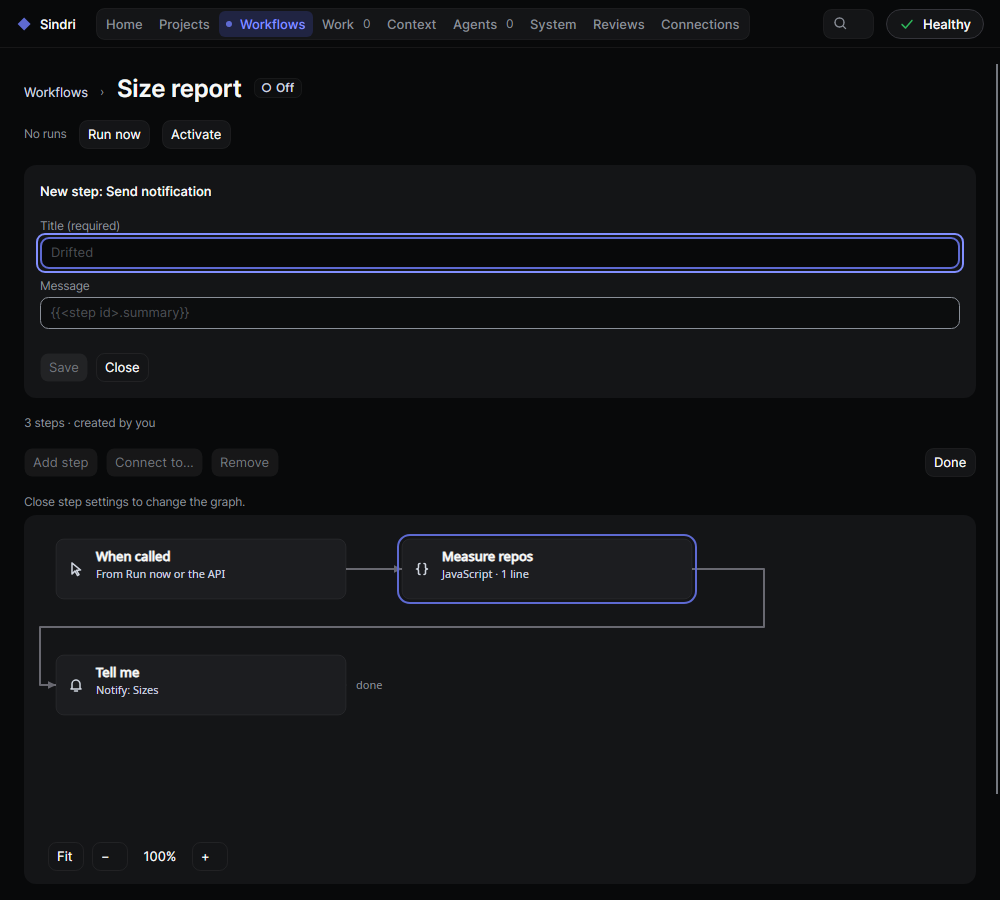 Sindri Home Projects Workflows Work 0 Context Agents 0 System Reviews Connections Healthy
Workflows › Size report Off
No runs Run now Activate
New step: Send notification
Title (required)
Drifted
Message
{{<step id>.summary}}
Save Close
3 steps · created by you
Add step Connect to... Remove Done
Close step settings to change the graph.
When called
From Run now or the API
{} Measure repos
JavaScript · 1 line
Tell me
Notify: Sizes
done
Fit − 100% +